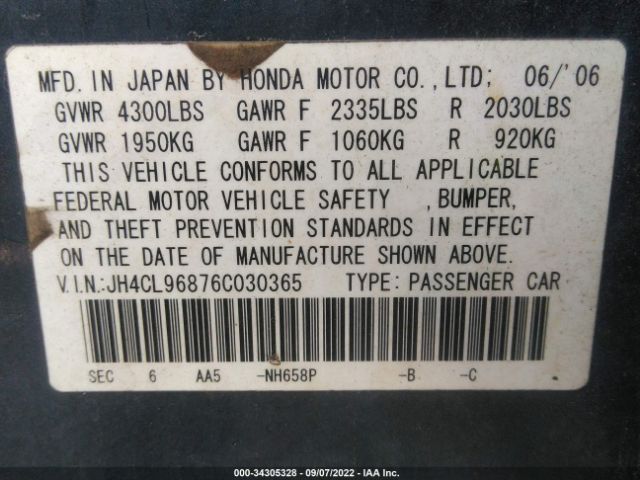 MFD. IN JAPAN BY HONDA MOTOR CO., LTD; 06/'06
GVWR 4300LBS GAWR F 2335LBS R 2030LBS
GVWR 1950KG GAWR F 1060KG R 920KG
THIS VEHICLE CONFORMS TO ALL APPLICABLE
FEDERAL MOTOR VEHICLE SAFETY , BUMPER,
AND THEFT PREVENTION STANDARDS IN EFFECT
ON THE DATE OF MANUFACTURE SHOWN ABOVE.
V.I.N.:JH4CL96876C030365 TYPE: PASSENGER CAR
SEC 6 AA5 -NH658P -B -C
000-34305328 - 09/07/2022 - IAA Inc.